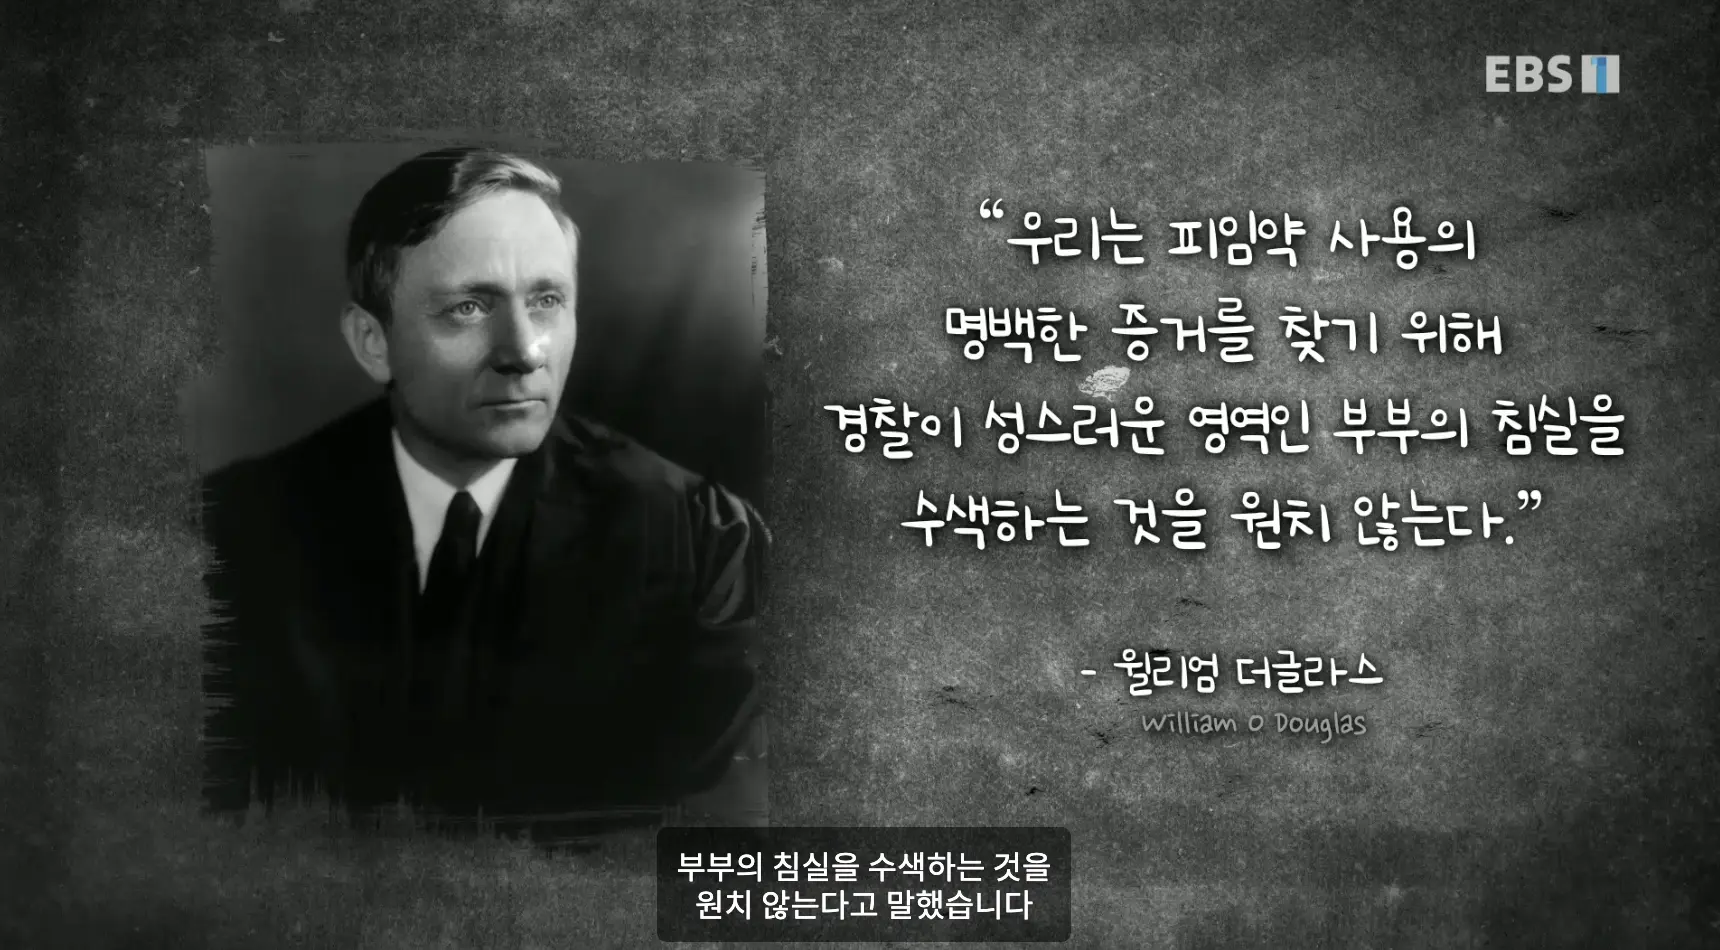 EBS 1
“우리는 피임약 사용의
명백한 증거를 찾기 위해
경찰이 성스러운 영역인 부부의 침실을
수색하는 것을 원치 않는다.”
- 윌리엄 더글라스
William O Douglas
부부의 침실을 수색하는 것을
원치 않는다고 말했습니다